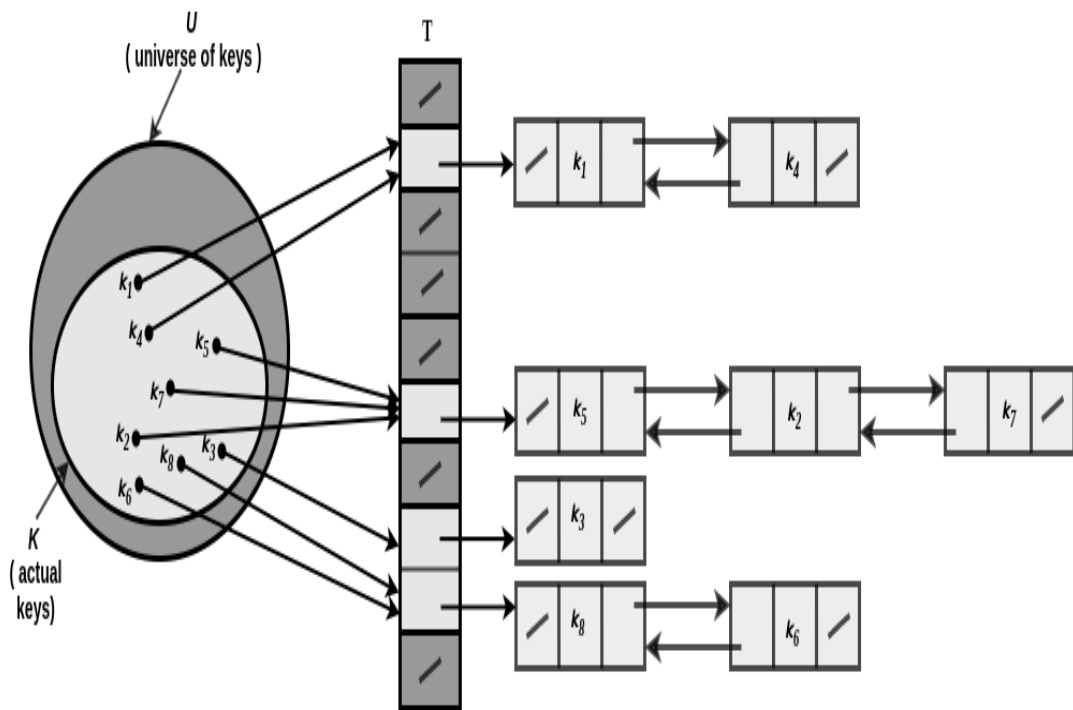 U
( universe of keys )
T
k1 k4
k1
k4
k5
k7
k5 k2 k7
k2
k3
k8
k6
k3
K
( actual
keys)
k8 k6